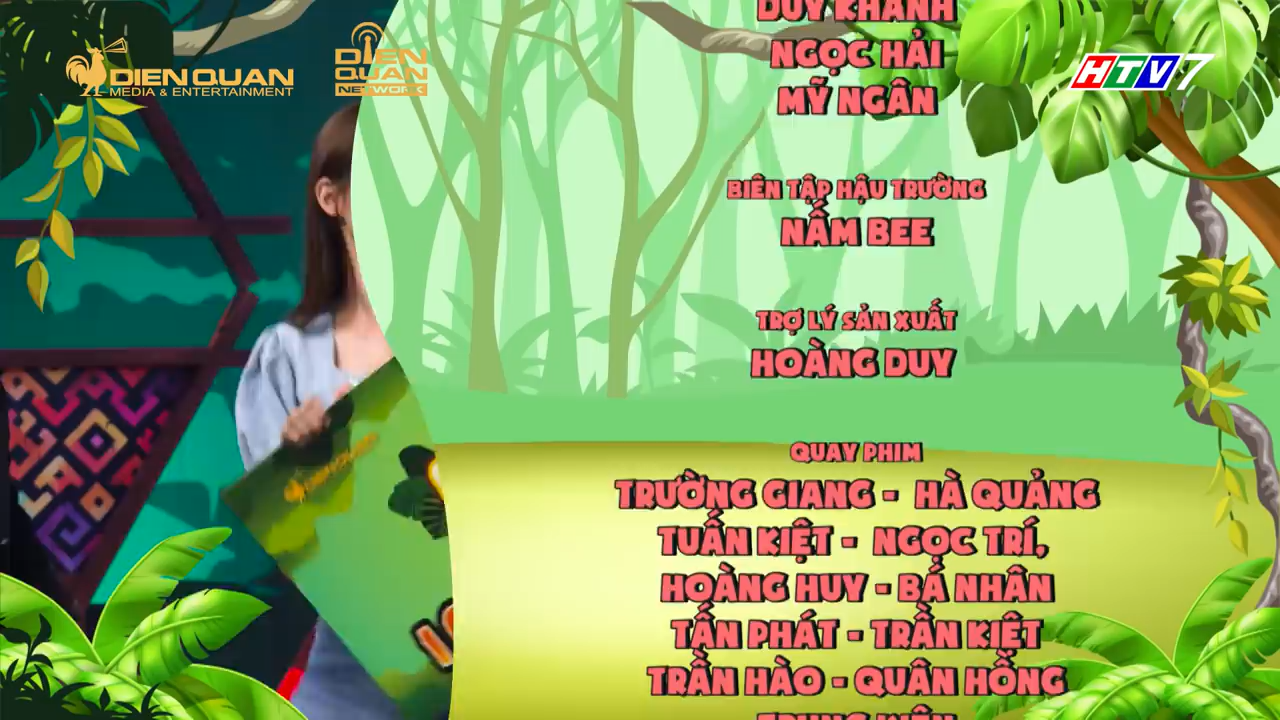 DIEN QUAN
MEDIA & ENTERTAINMENT
DIEN
QUAN
NETWORK
HTV7
DUY KHÁNH
NGỌC HẢI
MỸ NGÂN
BIÊN TẬP HẬU TRƯỜNG
NẤM BEE
TRỢ LÝ SẢN XUẤT
HOÀNG DUY
QUAY PHIM
TRƯỜNG GIANG - HÀ QUẢNG
TUẤN KIỆT - NGỌC TRÍ,
HOÀNG HUY - BÁ NHÂN
TẤN PHÁT - TRẦN KIỆT
TRẦN HÀO - QUÂN HỒNG